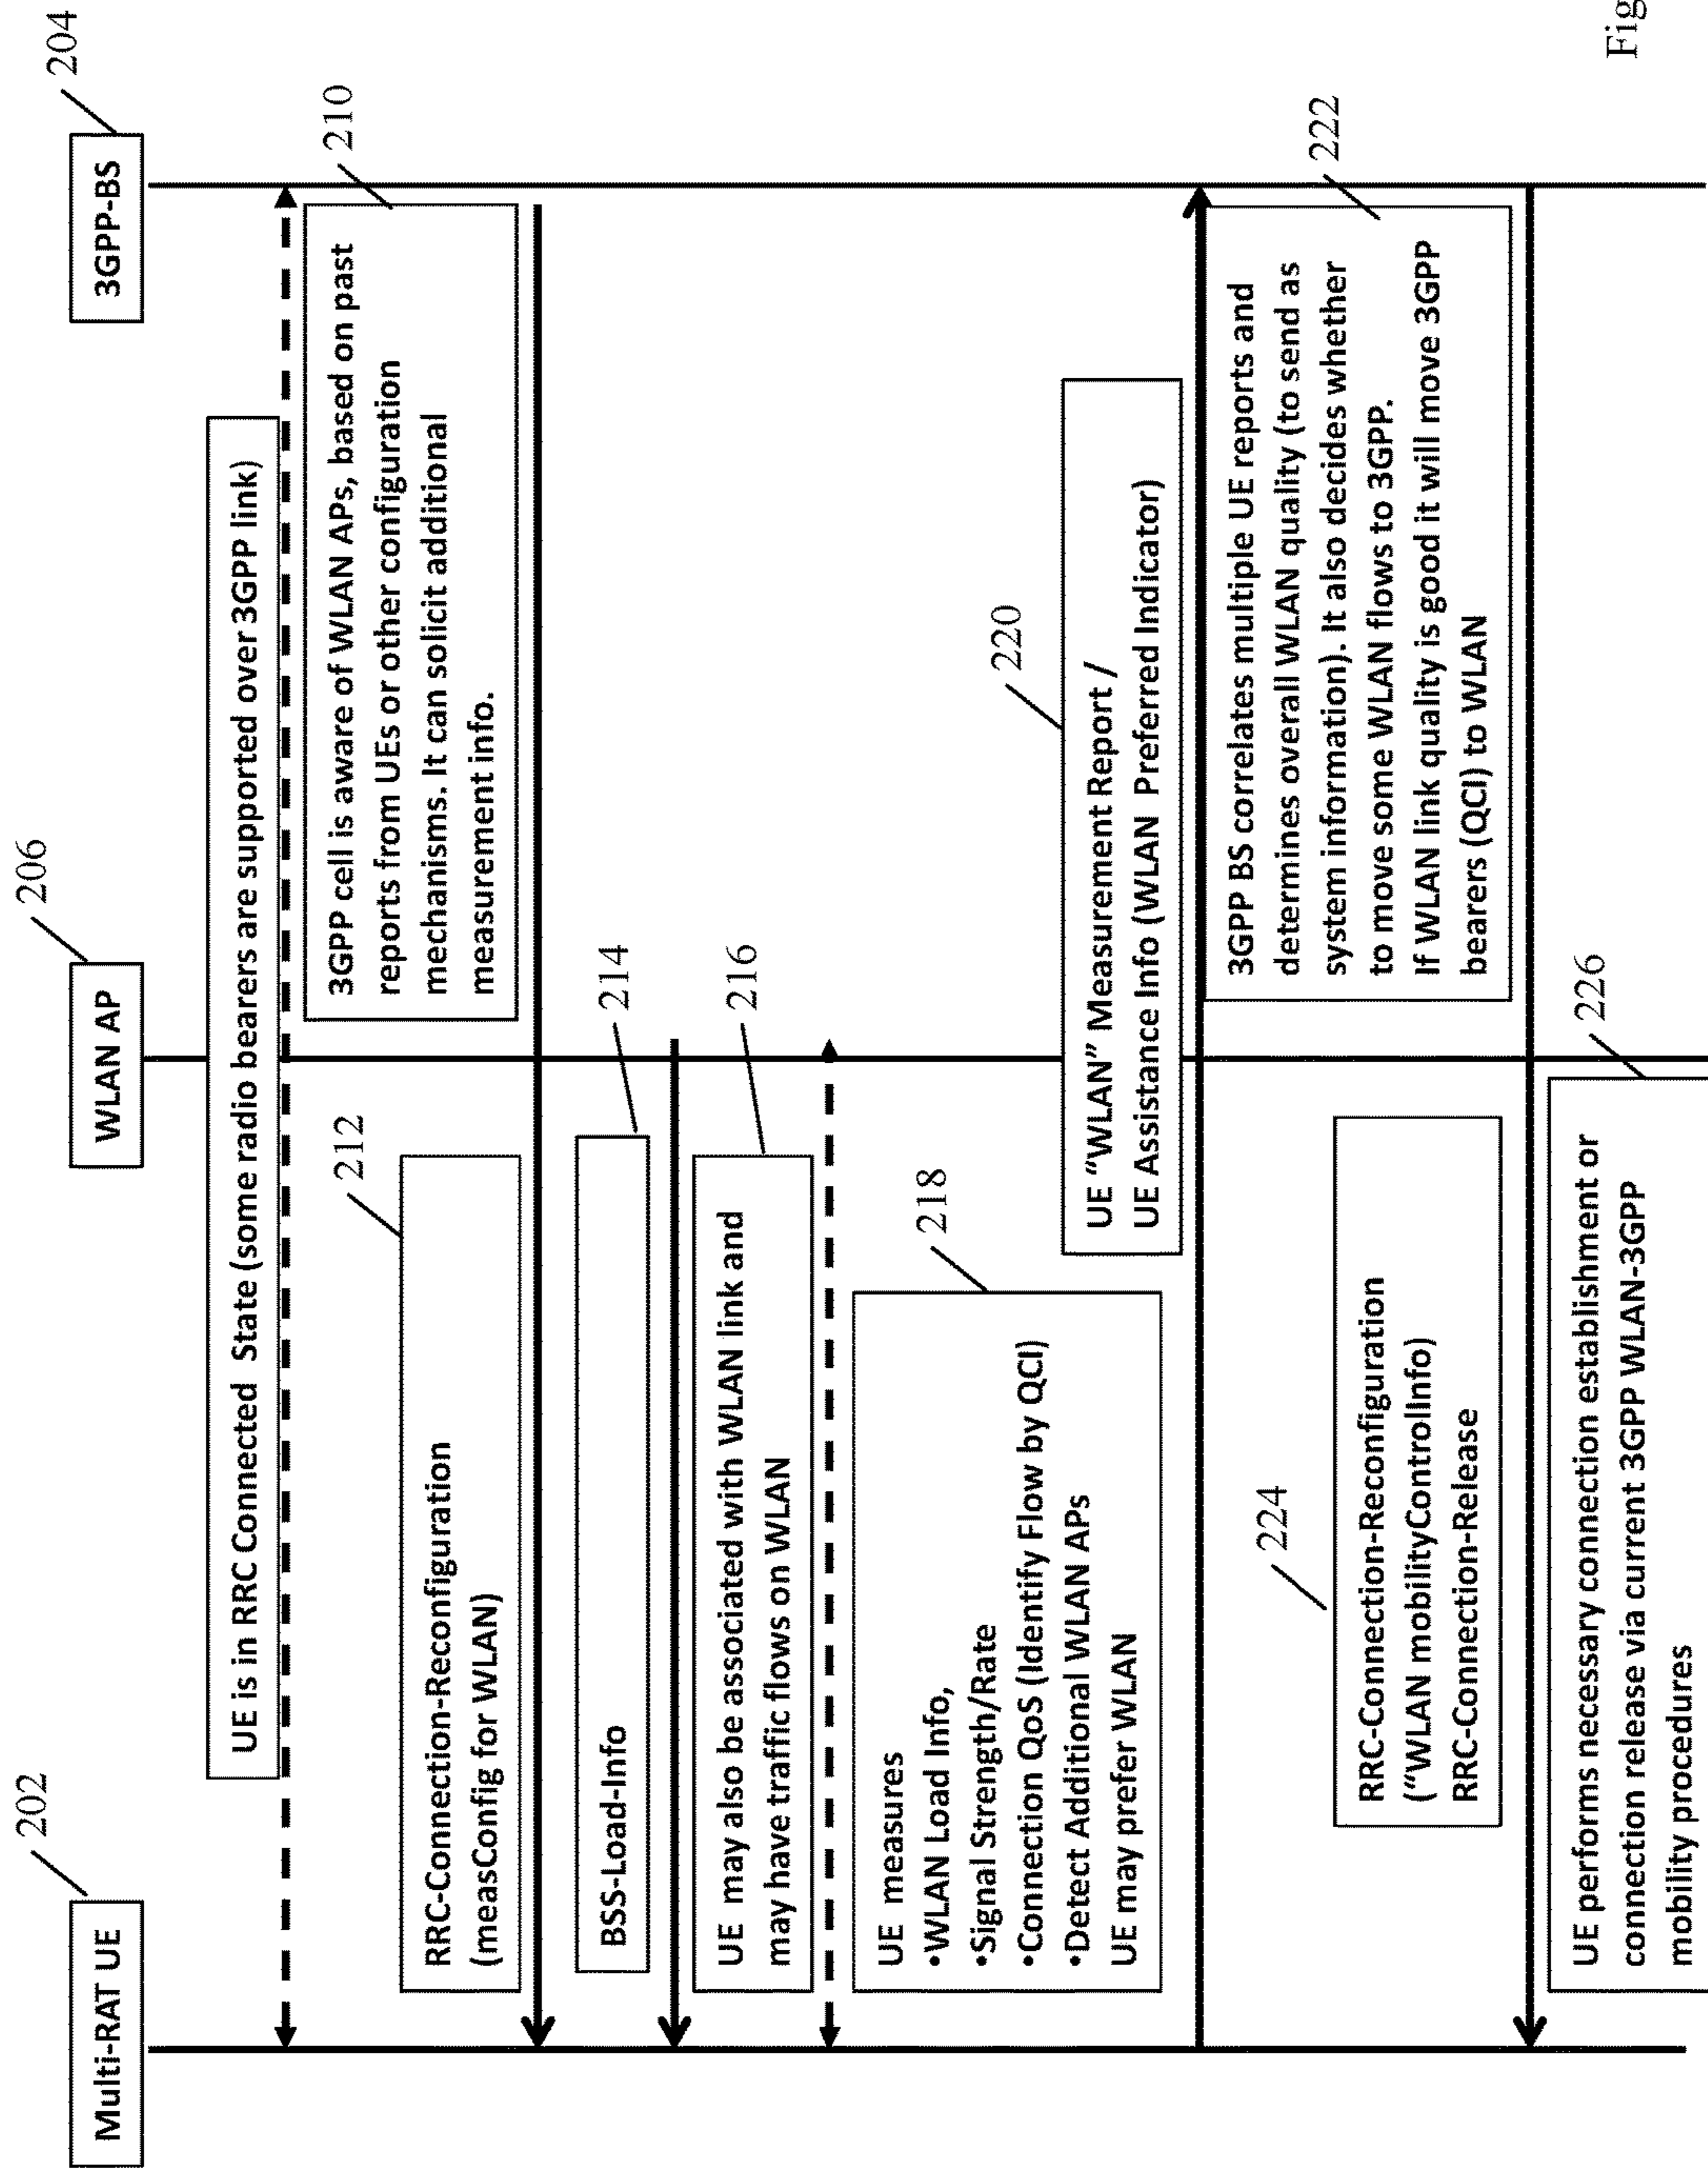 202
Multi-RAT UE
206
WLAN AP
204
3GPP-BS
UE is in RRC Connected State (some radio bearers are supported over 3GPP link)
210
3GPP cell is aware of WLAN APs, based on past
reports from UEs or other configuration
mechanisms. It can solicit additional
measurement info.
212
RRC-Connection-Reconfiguration
(measConfig for WLAN)
214
BSS-Load-Info
216
UE may also be associated with WLAN link and
may have traffic flows on WLAN
218
UE measures
•WLAN Load Info,
•Signal Strength/Rate
•Connection QoS (Identify Flow by QCI)
•Detect Additional WLAN APs
UE may prefer WLAN
220
UE “WLAN” Measurement Report /
UE Assistance Info (WLAN Preferred Indicator)
222
3GPP BS correlates multiple UE reports and
determines overall WLAN quality (to send as
system information). It also decides whether
to move some WLAN flows to 3GPP.
If WLAN link quality is good it will move 3GPP
bearers (QCI) to WLAN
224
RRC-Connection-Reconfiguration
(“WLAN mobilityControlInfo)
RRC-Connection-Release
226
UE performs necessary connection establishment or
connection release via current 3GPP WLAN-3GPP
mobility procedures
Fig